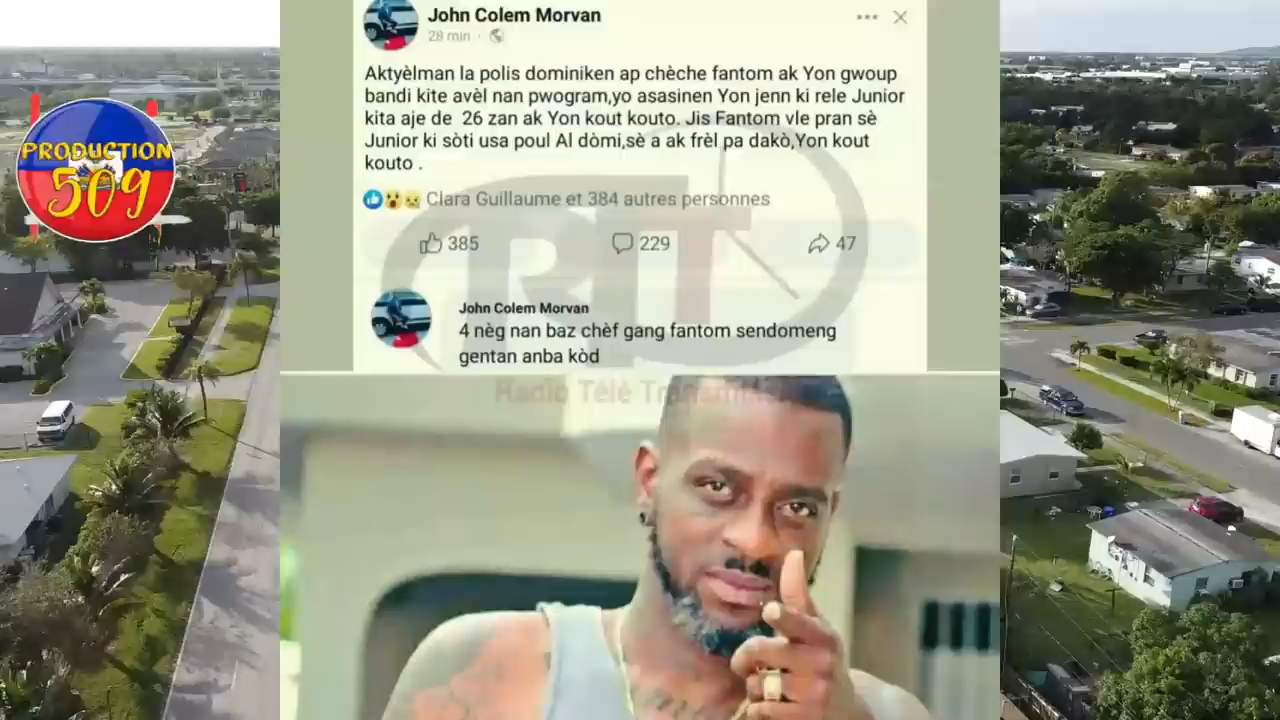 John Colem Morvan
28 min
Aktyèlman la polis dominiken ap chèche fantom ak Yon gwoup
bandi kite avèl nan pwogram,yo asasinen Yon jenn ki rele Junior
kita aje de 26 zan ak Yon kout kouto. Jis Fantom vle pran sè
Junior ki sòti usa poul Al dòmi,sè a ak frèl pa dakò,Yon kout
kouto .
Clara Guillaume et 384 autres personnes
385
229
47
John Colem Morvan
4 nèg nan baz chèf gang fantom sendomeng
gentan anba kòd
PRODUCTION
509
RTT
Radio Télé